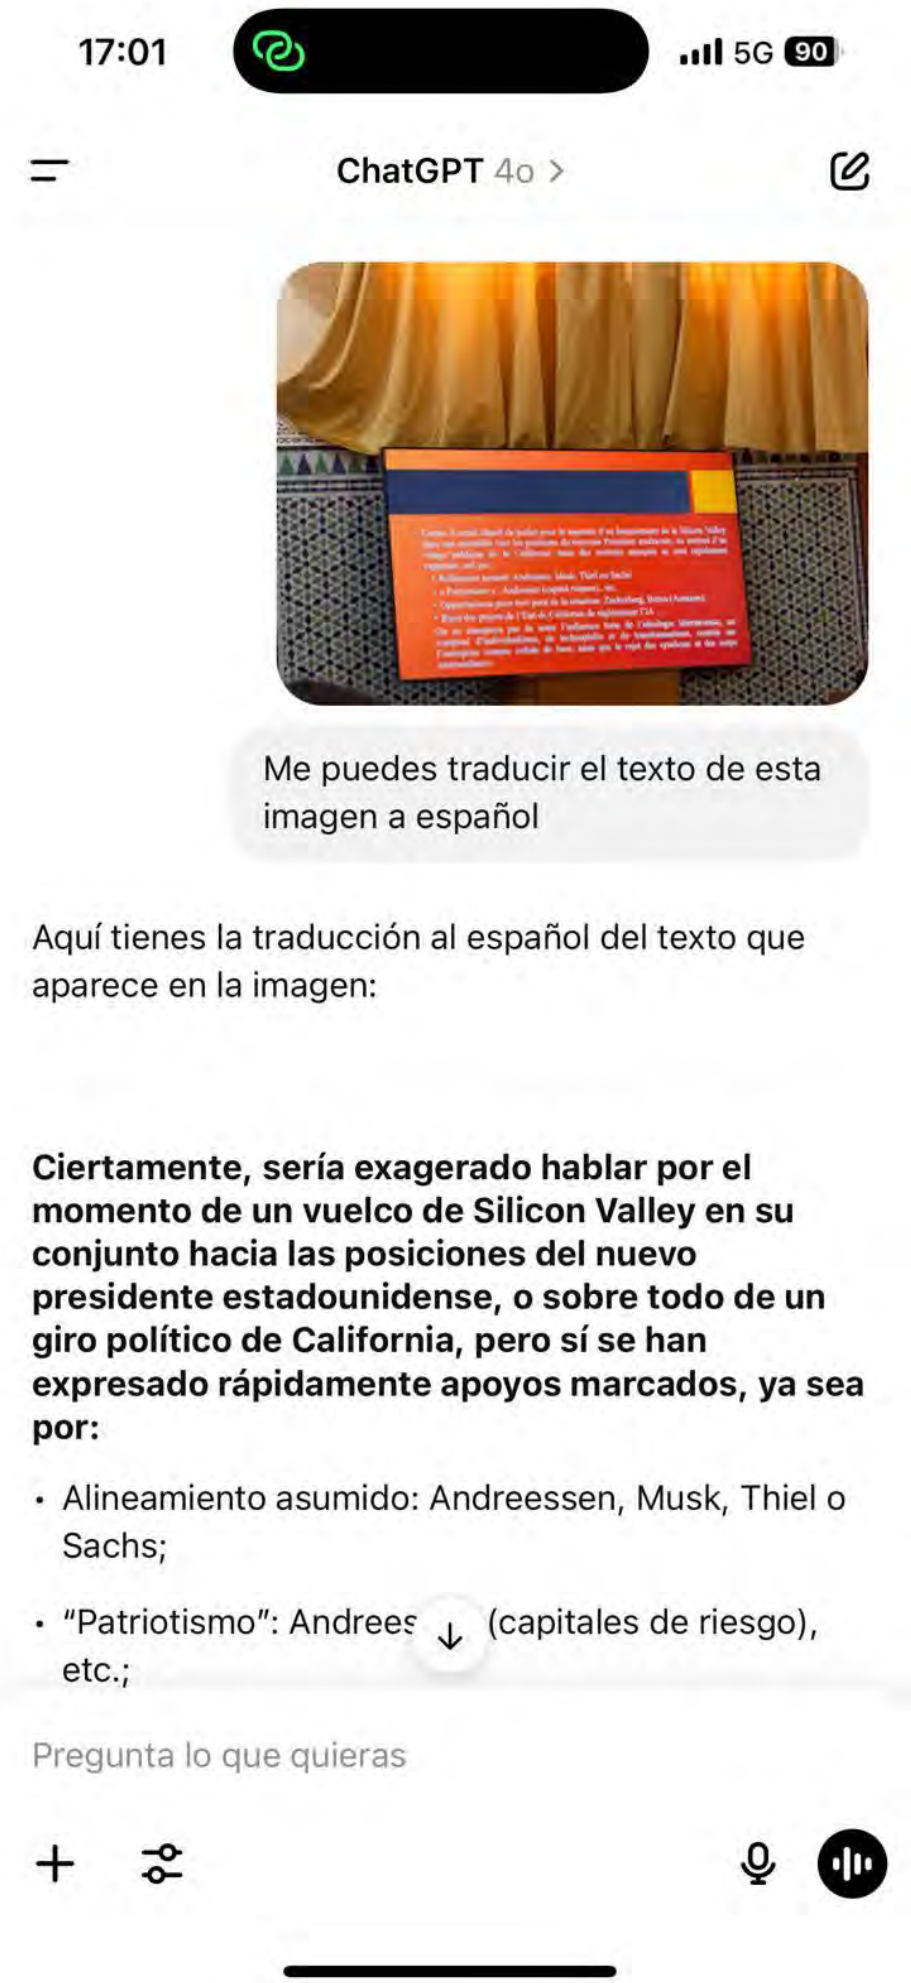 17:01
5G
90
ChatGPT 4o
Me puedes traducir el texto de esta
imagen a español
Aquí tienes la traducción al español del texto que
aparece en la imagen:
Ciertamente, sería exagerado hablar por el
momento de un vuelco de Silicon Valley en su
conjunto hacia las posiciones del nuevo
presidente estadounidense, o sobre todo de un
giro político de California, pero sí se han
expresado rápidamente apoyos marcados, ya sea
por:
• Alineamiento asumido: Andreessen, Musk, Thiel o
Sachs;
• “Patriotismo”: Andrees (capitales de riesgo),
etc.;
Pregunta lo que quieras